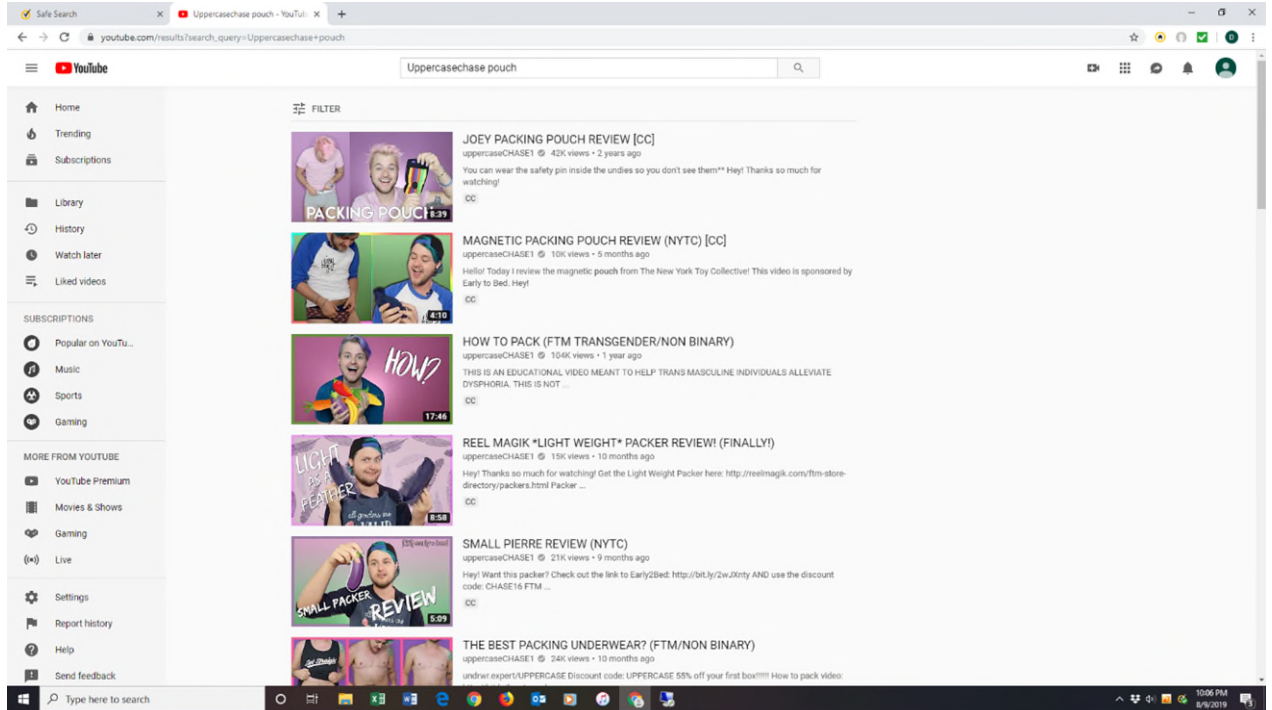 Safe Search
Uppercasechase pouch - YouTub
youtube.com/results?search_query=Uppercasechase+pouch
YouTube
Uppercasechase pouch
Home
Trending
Subscriptions
Library
History
Watch later
Liked videos
SUBSCRIPTIONS
Popular on YouTu...
Music
Sports
Gaming
MORE FROM YOUTUBE
YouTube Premium
Movies & Shows
Gaming
Live
Settings
Report history
Help
Send feedback
FILTER
PACKING POUCH
8:39
JOEY PACKING POUCH REVIEW [CC]
uppercaseCHASE1 42K views • 2 years ago
You can wear the safety pin inside the undies so you don't see them** Hey! Thanks so much for
watching!
CC
4:10
MAGNETIC PACKING POUCH REVIEW (NYTC) [CC]
uppercaseCHASE1 10K views • 5 months ago
Hello! Today I review the magnetic pouch from The New York Toy Collective! This video is sponsored by
Early to Bed. Hey!
CC
HOW?
17:46
HOW TO PACK (FTM TRANSGENDER/NON BINARY)
uppercaseCHASE1 104K views • 1 year ago
THIS IS AN EDUCATIONAL VIDEO MEANT TO HELP TRANS MASCULINE INDIVIDUALS ALLEVIATE
DYSPHORIA. THIS IS NOT ...
CC
LIGHT
AS A
FEATHER
all genders are
VALID
8:58
REEL MAGIK *LIGHT WEIGHT* PACKER REVIEW! (FINALLY!)
uppercaseCHASE1 15K views • 10 months ago
Hey! Thanks so much for watching! Get the Light Weight Packer here: http://reelmagik.com/ftm-store-
directory/packers.html Packer ...
CC
SMALL PACKER
REVIEW
5:09
SMALL PIERRE REVIEW (NYTC)
uppercaseCHASE1 21K views • 9 months ago
Hey! Want this packer? Check out the link to Early2Bed: http://bit.ly/2wJXnty AND use the discount
code: CHASE16 FTM ...
CC
THE BEST PACKING UNDERWEAR? (FTM/NON BINARY)
uppercaseCHASE1 24K views • 10 months ago
undrwr.expert/UPPERCASE Discount code: UPPERCASE 55% off your first box!!!!! How to pack video:
Type here to search
10:06 PM
8/9/2019